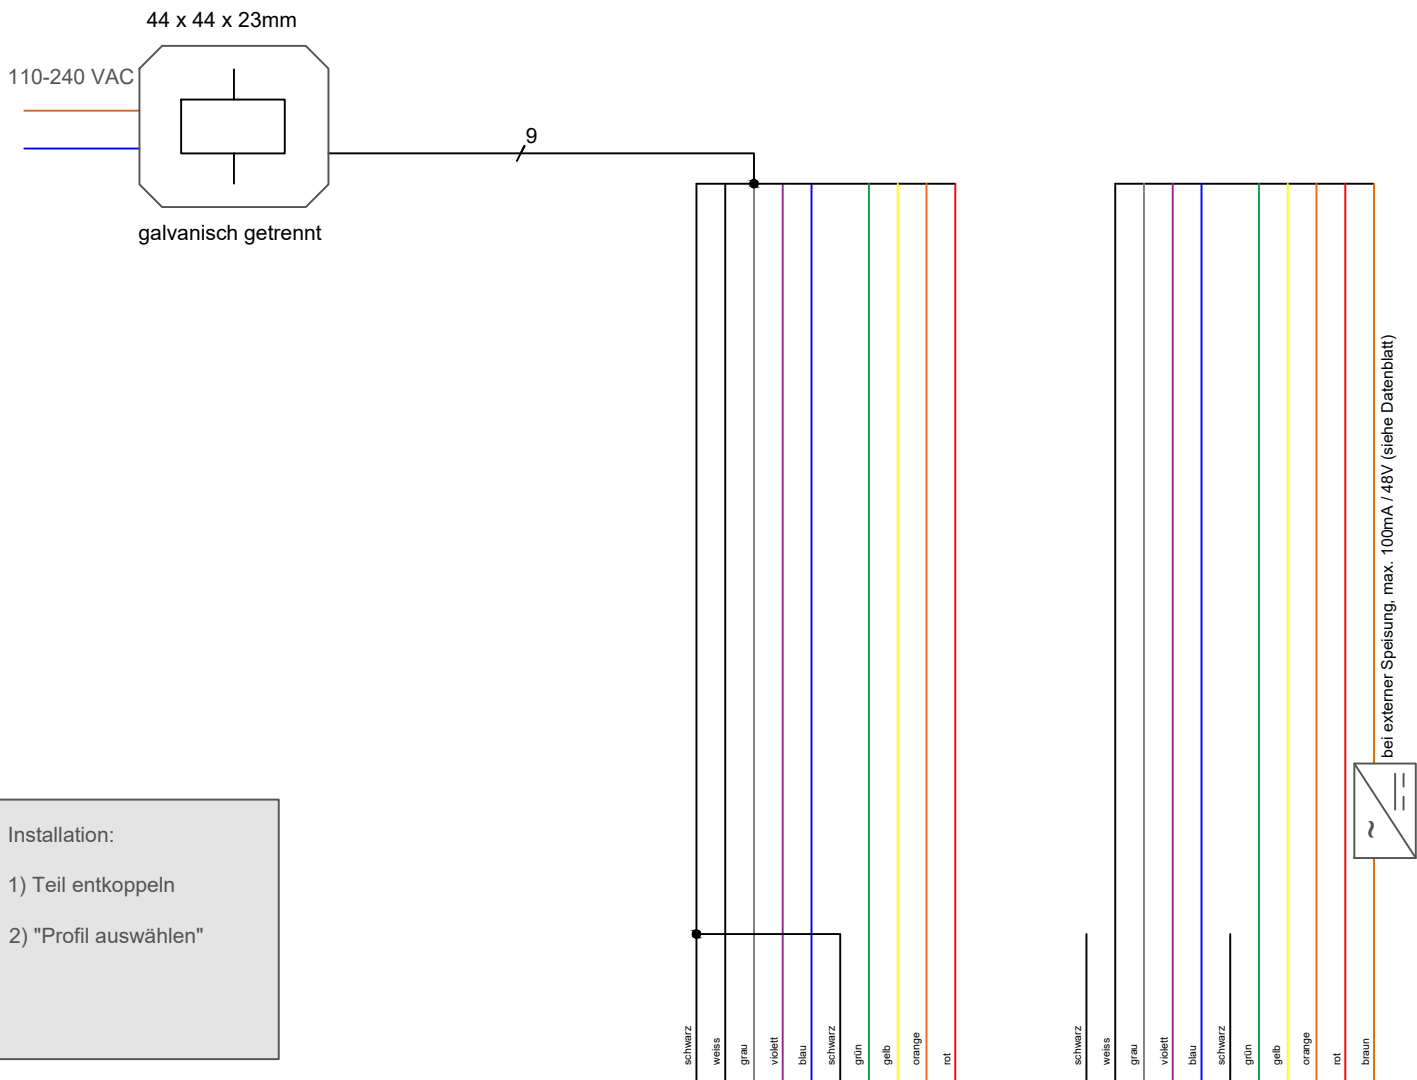 44 x 44 x 23mm
110-240 VAC
9
galvanisch getrennt
bei externer Speisung, max. 100mA / 48V (siehe Datenblatt)
~
Installation:
1) Teil entkoppeln
2) "Profil auswählen"
schwarz
weiss
grau
violett
blau
schwarz
grün
gelb
orange
rot
schwarz
weiss
grau
violett
blau
schwarz
grün
gelb
orange
rot
braun